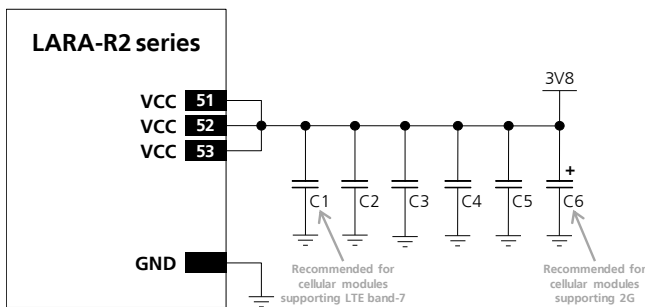 LARA-R2 series
3V8
VCC 51
VCC 52
VCC 53
+
C1 C2 C3 C4 C5 C6
GND
Recommended for
cellular modules
supporting LTE band-7
Recommended for
cellular modules
supporting 2G